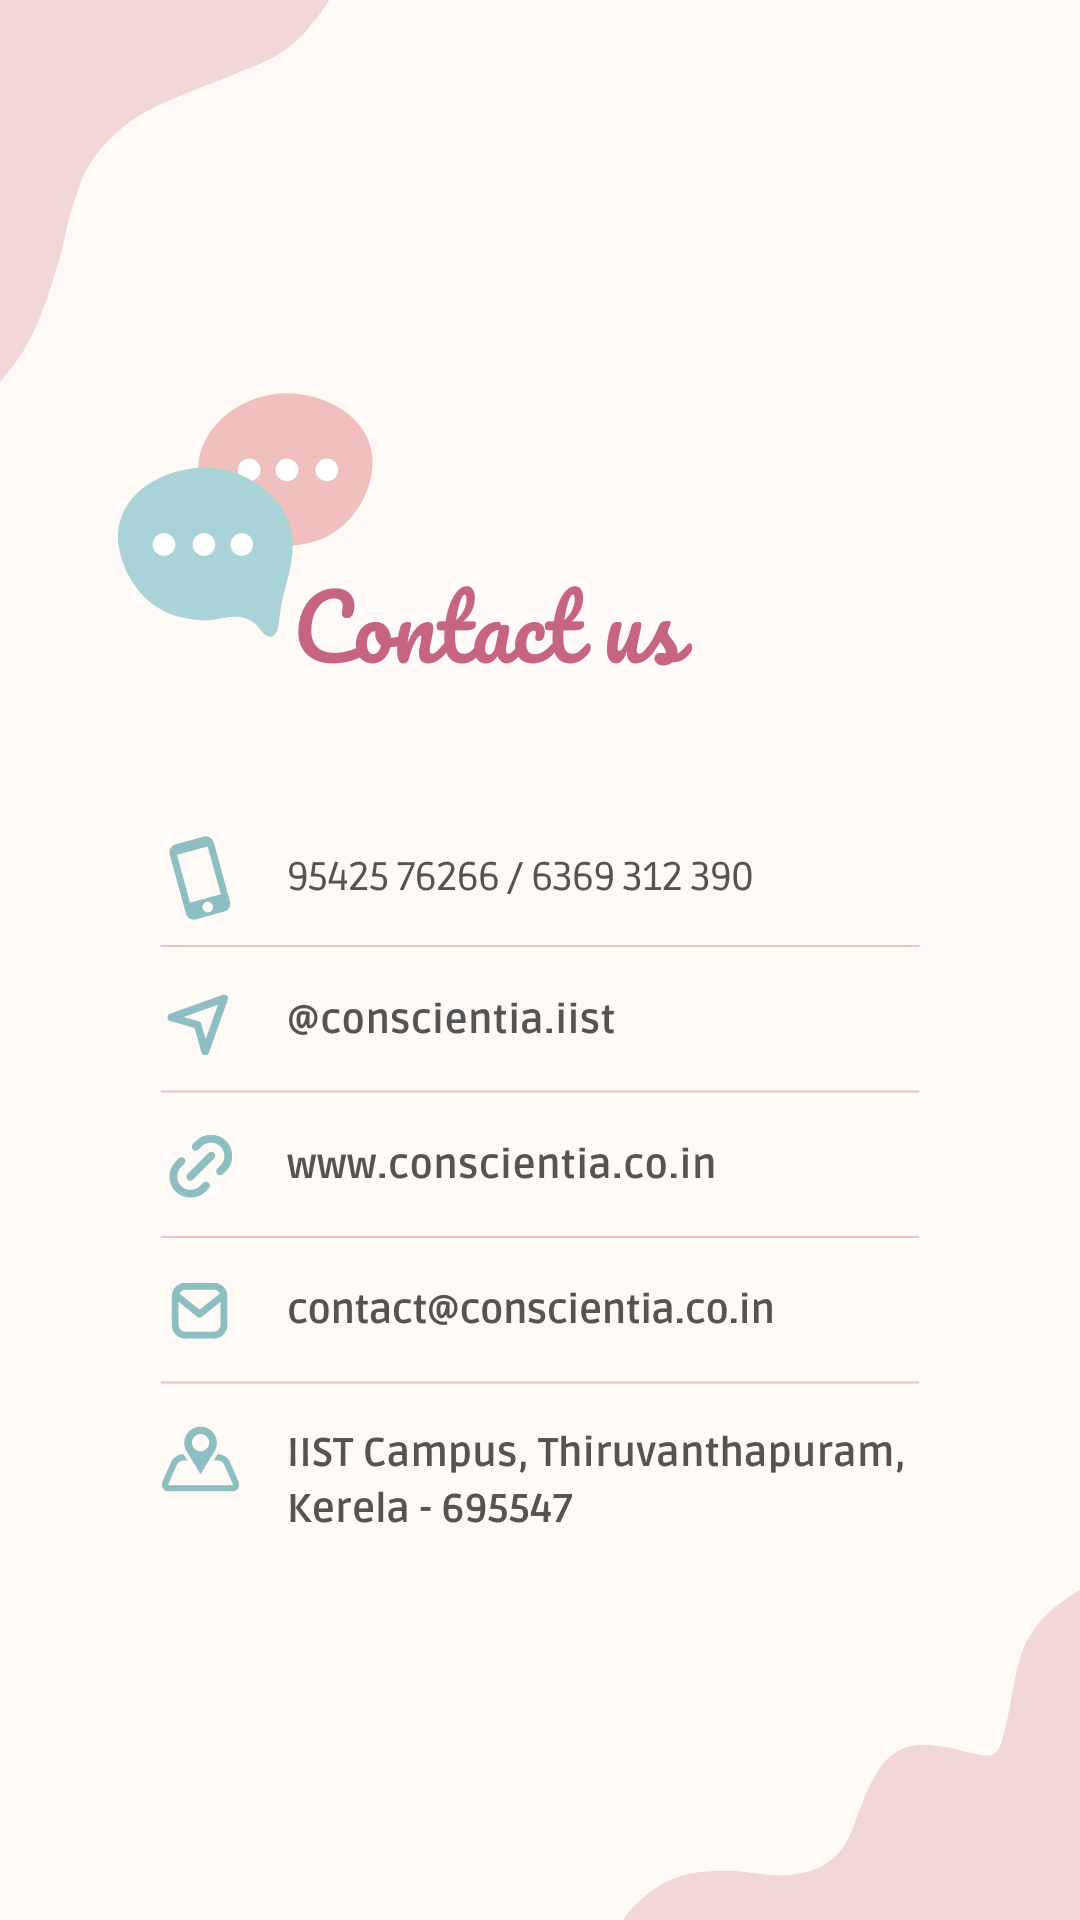 Contact us
95425 76266 / 6369 312 390
@conscientia.iist
www.conscientia.co.in
contact@conscientia.co.in
IIST Campus, Thiruvanthapuram,
Kerela - 695547